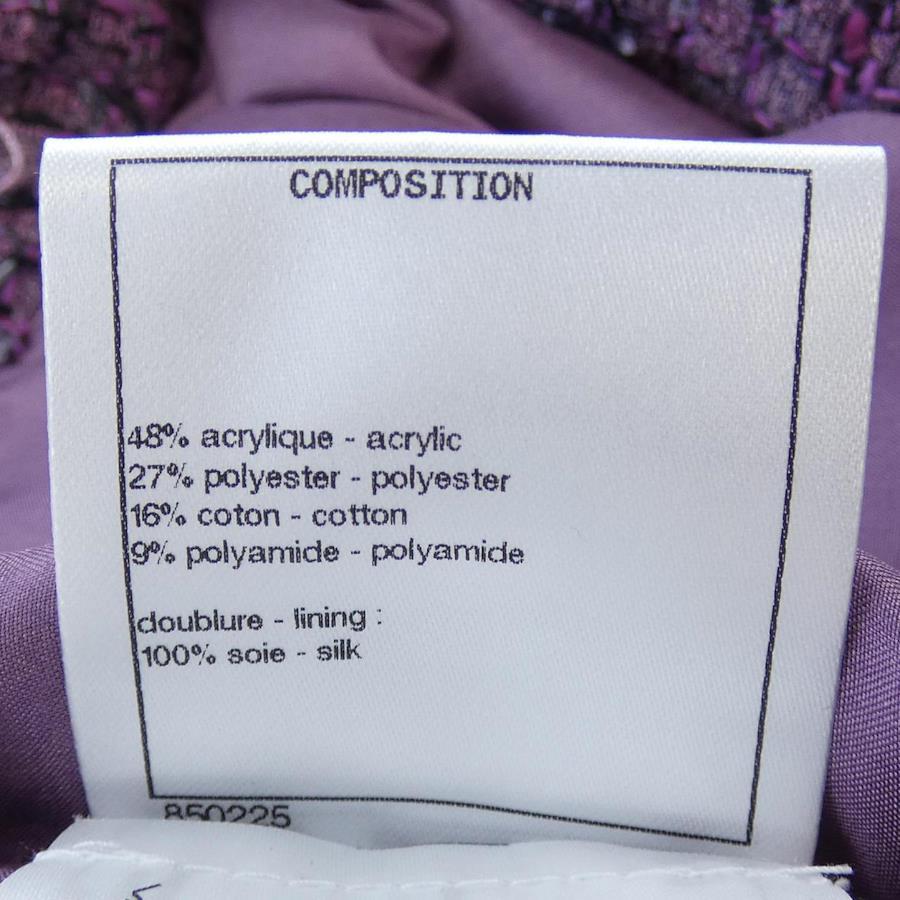 COMPOSITION
48% acrylique - acrylic
27% polyester - polyester
16% coton - cotton
9% polyamide - polyamide
doublure - lining :
100% soie - silk
850225